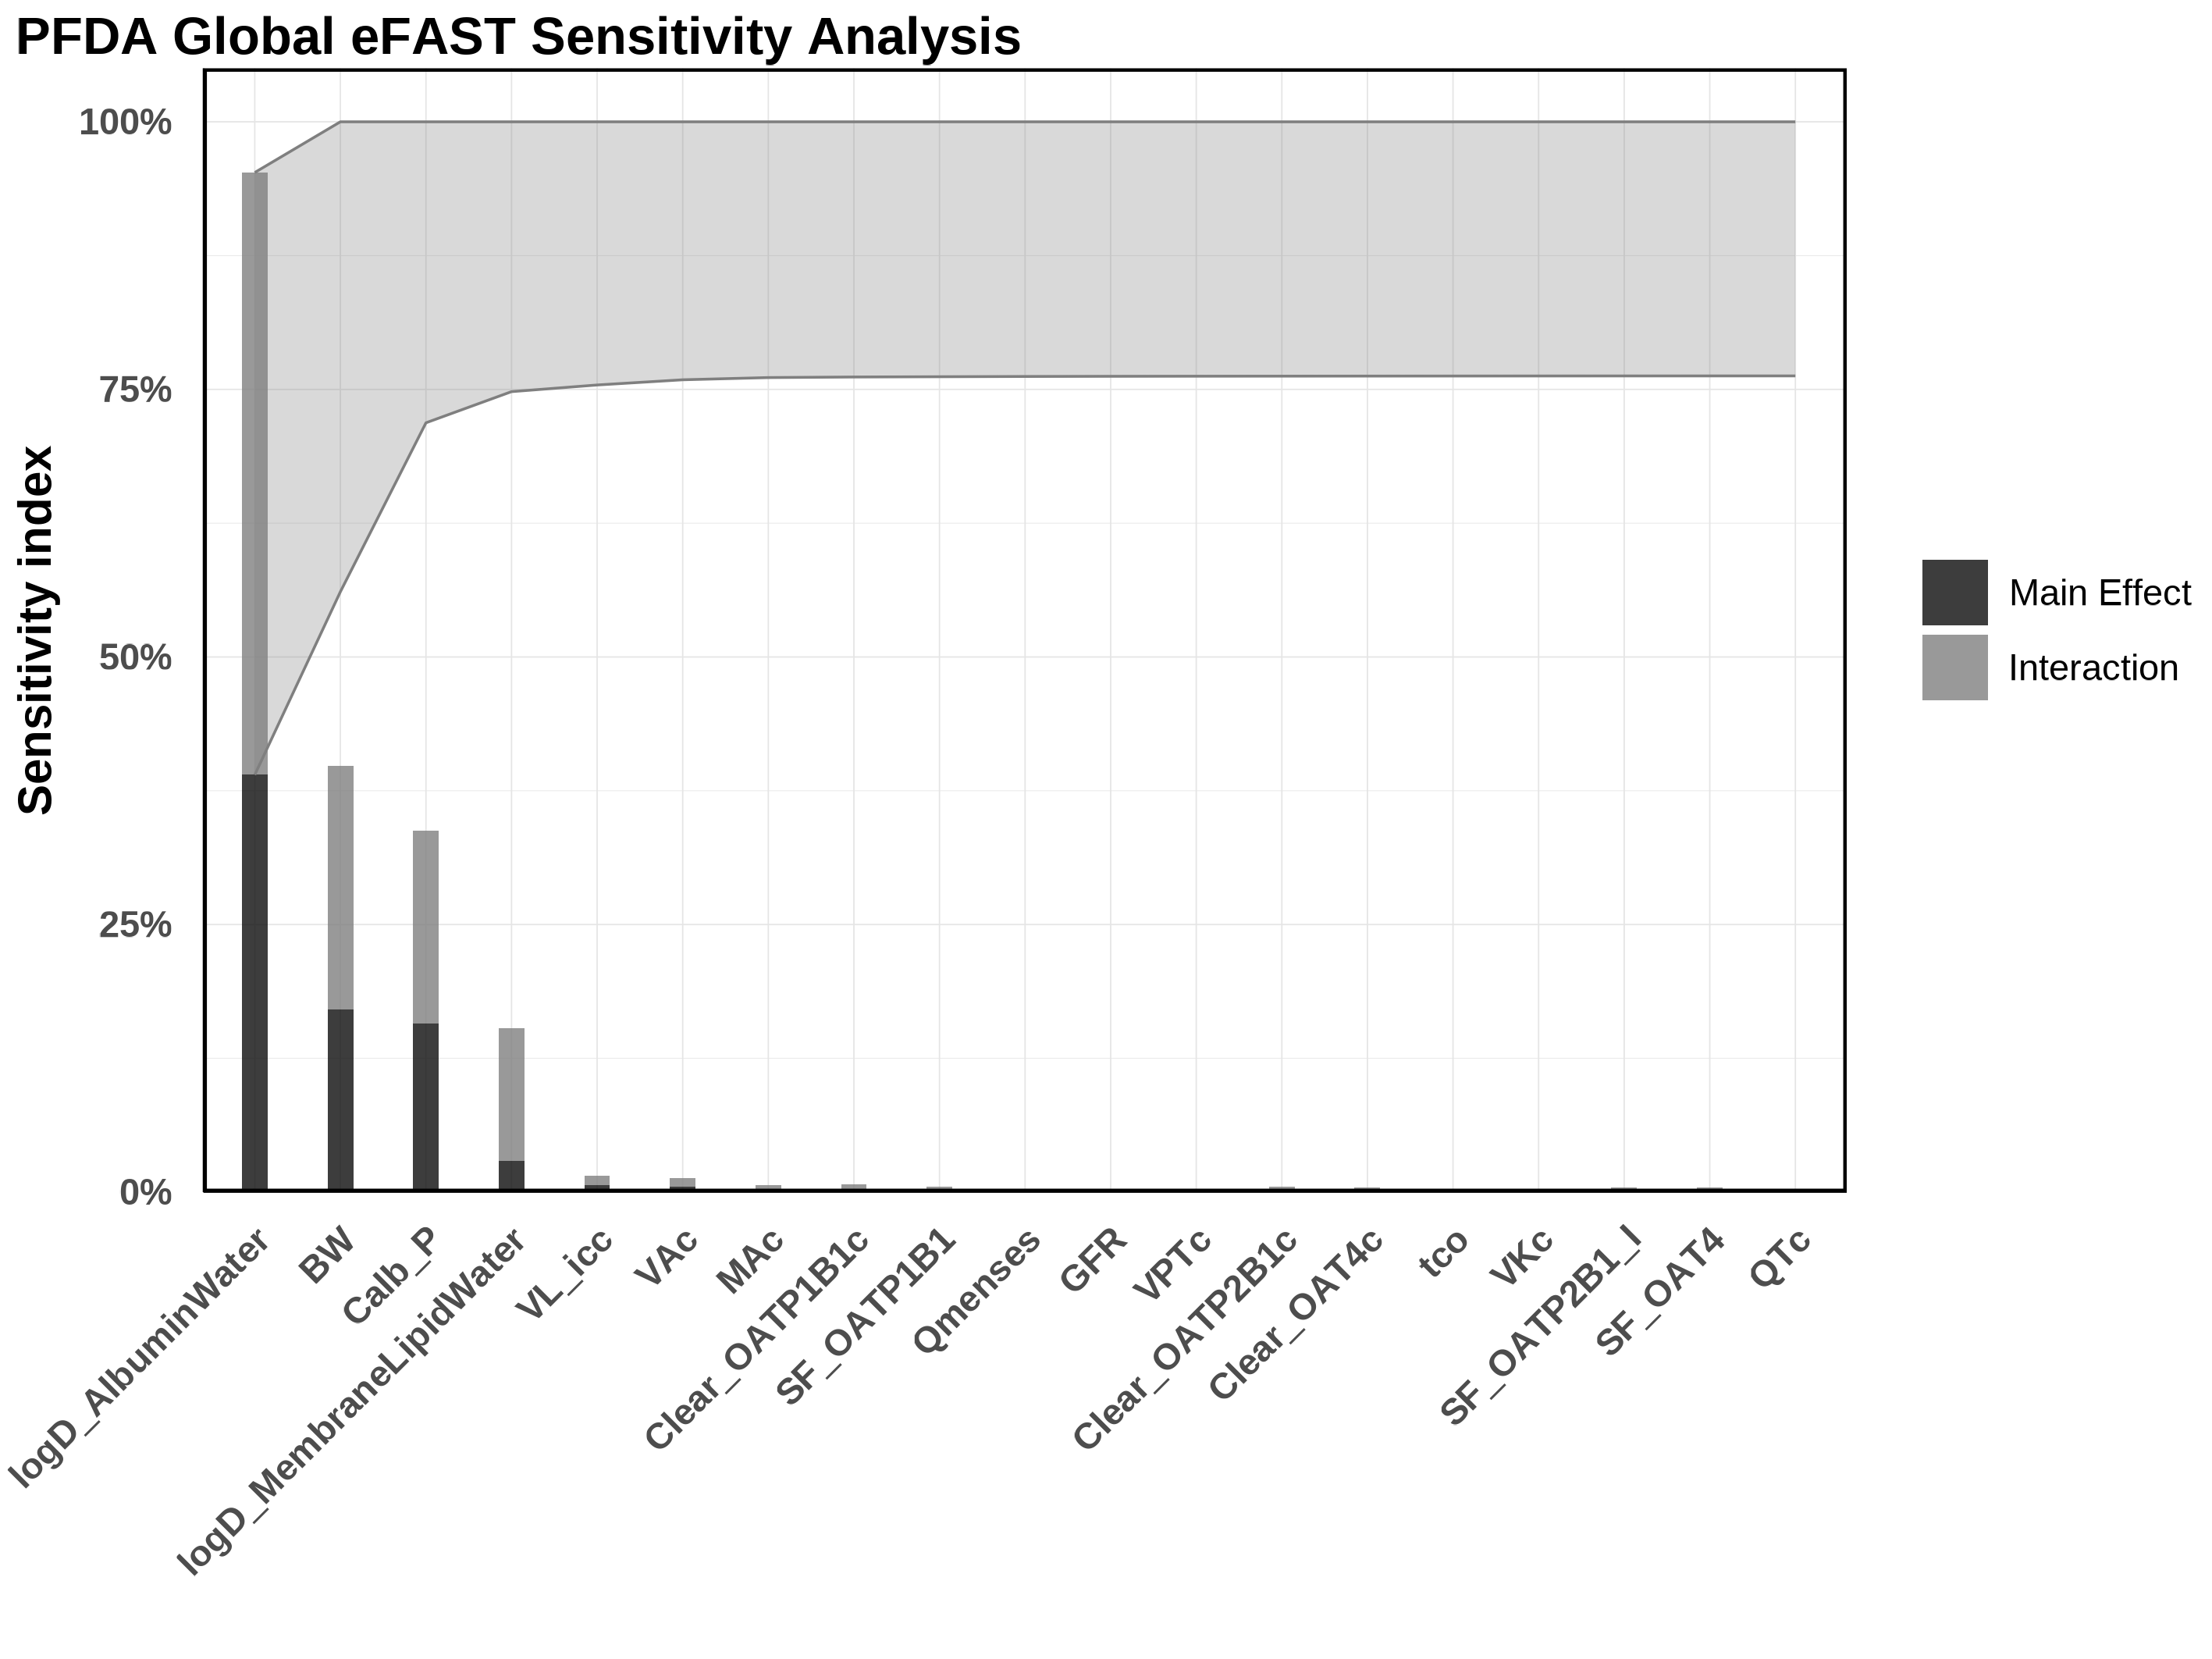 PFDA Global eFAST Sensitivity Analysis
Sensitivity index
100%
75%
50%
25%
0%
logD_AlbuminWater
BW
Calb_P
logD_MembraneLipidWater
VL_icc
VAc
MAc
Clear_OATP1B1c
SF_OATP1B1
Qmenses
GFR
VPTc
Clear_OATP2B1c
Clear_OAT4c
tco
VKc
SF_OATP2B1_l
SF_OAT4
QTc
Main Effect
Interaction